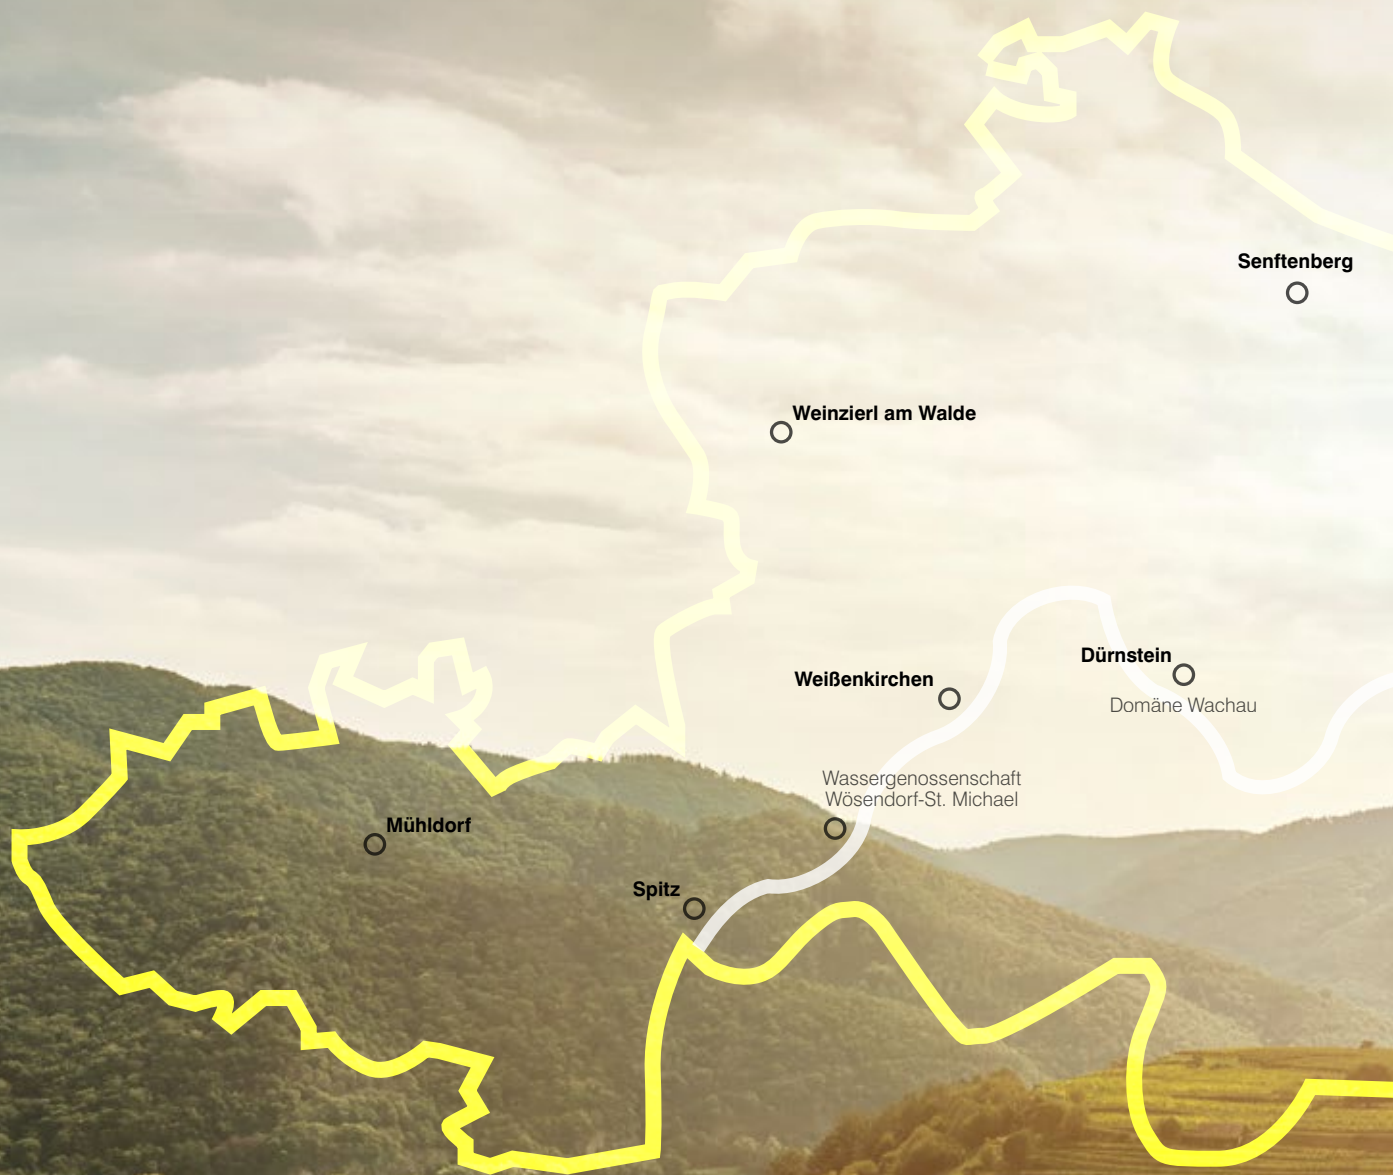 Senftenberg
Weinzierl am Walde
Dürnstein
Domäne Wachau
Weißenkirchen
Wassergenossenschaft
Wösendorf-St. Michael
Mühldorf
Spitz